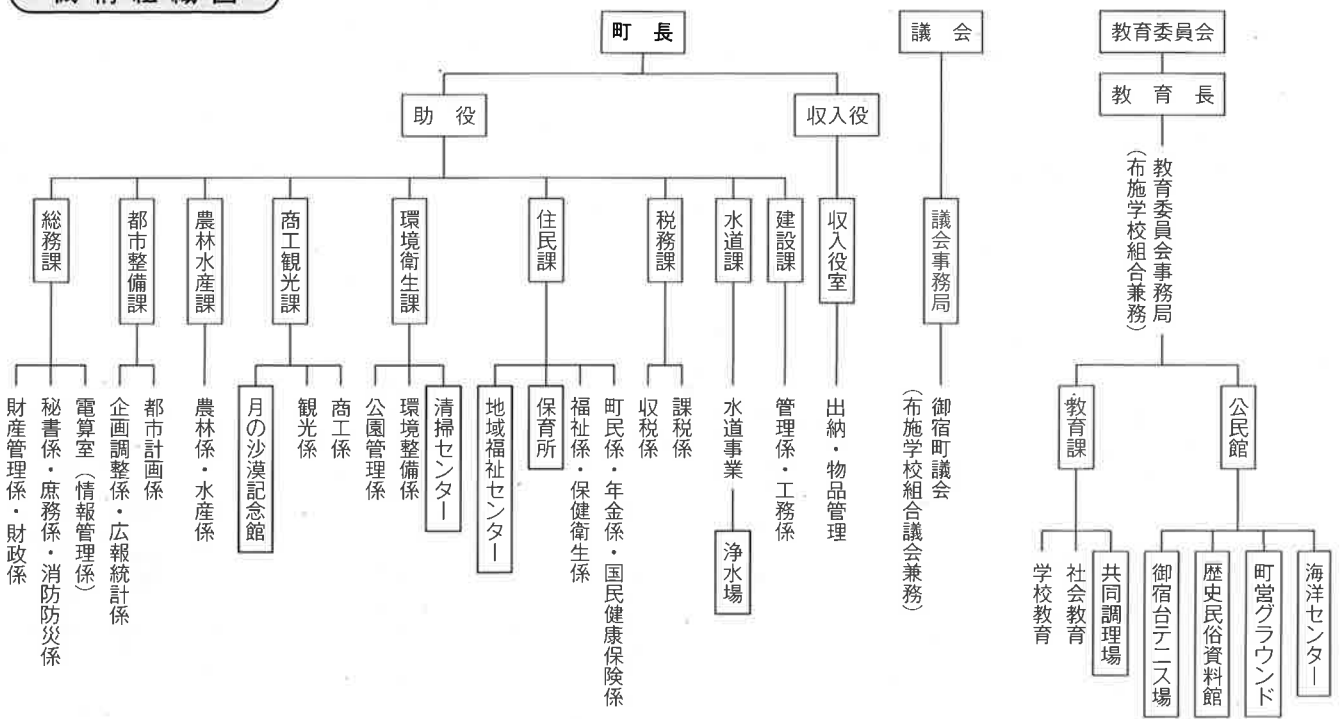 機構組織図
町長
議会
教育委員会
教育長
助役
収入役
教育委員会事務局
（布施学校組合兼務）
総務課
都市整備課
農林水産課
商工観光課
環境衛生課
住民課
税務課
水道課
建設課
収入役室
議会事務局
財産管理係・財政係
秘書係・庶務係・消防防災係
電算室（情報管理係）
企画調整係・広報統計係
都市計画係
農林係・水産係
月の沙漠記念館
観光係
商工係
公園管理係
環境整備係
清掃センター
地域福祉センター
保育所
福祉係・保健衛生係
町民係・年金係・国民健康保険係
収税係
課税係
水道事業
浄水場
管理係・工務係
出納・物品管理
御宿町議会
（布施学校組合議会兼務）
教育課
公民館
学校教育
社会教育
共同調理場
御宿台テニス場
歴史民俗資料館
町営グラウンド
海洋センター